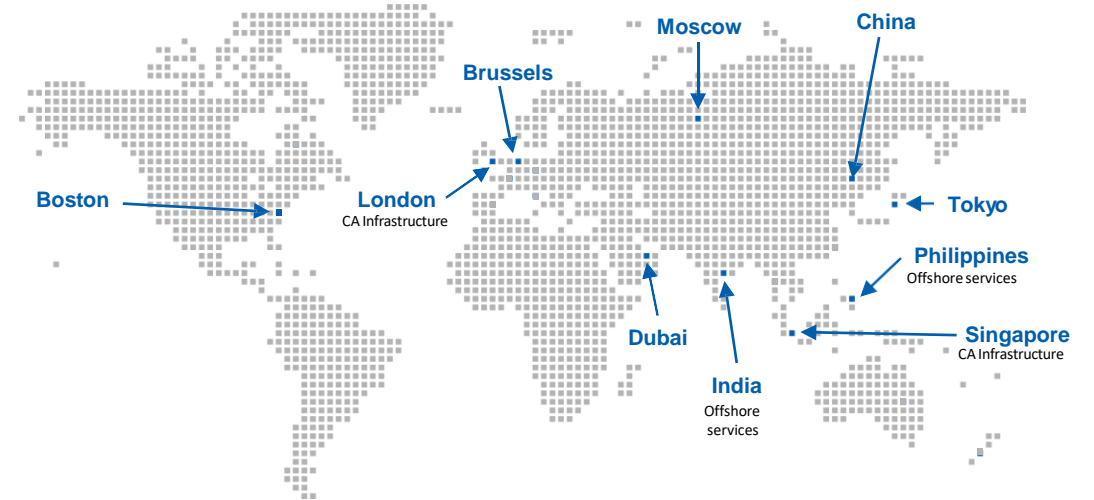 Moscow
China
Brussels
Boston
London
CA Infrastructure
Tokyo
Philippines
Offshore services
Dubai
Singapore
CA Infrastructure
India
Offshore
services